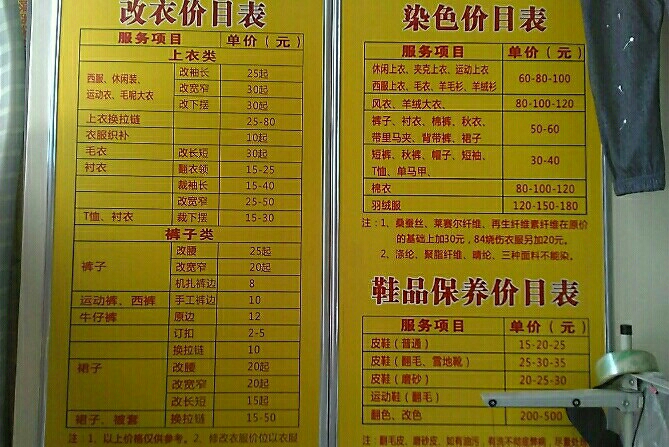 改衣价目表
服务项目 单价（元）
上衣类
西服、休闲装、
运动衣、毛呢大衣
改袖长 25起
改宽窄 30起
改下摆 30起
上衣换拉链 25-80
衣服织补 10起
毛衣 改长短 30起
衬衣 翻衣领 15-25
裁袖长 15-40
改宽窄 25-50
T恤、衬衣 裁下摆 15-30
裤子类
裤子
改腰 25起
改宽窄 20起
机扎裤边 8
运动裤、西裤 手工裤边 10
牛仔裤 原边 12
订扣 2-5
换拉链 10
裙子 改腰 20起
改宽窄 20起
改长短 15起
裙子、被套 换拉链 15-50
注：1、以上价格仅供参考。2、修改衣服价位以衣服
染色价目表
服务项目 单价（元）
休闲上衣、夹克上衣、运动上衣
西服上衣、毛衣、羊毛衫、羊绒衫
60-80-100
风衣、羊绒大衣、 80-100-120
裤子、衬衣、棉裤、秋衣、
带里马夹、背带裤、裙子
50-60
短裤、秋裤、帽子、短袖、
T恤、单马甲、
30-40
棉衣 80-100-120
羽绒服 120-150-180
注：1、桑蚕丝、莱赛尔纤维、再生纤维素纤维在原价
的基础上加30元，84烧伤衣服另加20元。
2、涤纶、聚脂纤维、晴纶、三种面料不能染。
鞋品保养价目表
服务项目 单价（元）
皮鞋（普通） 15-20-25
皮鞋（翻毛、雪地靴） 25-30-35
皮鞋（磨砂） 20-25-30
运动鞋（翻毛）
翻色、改色 200-500
注：翻毛皮、磨砂皮、如有油污